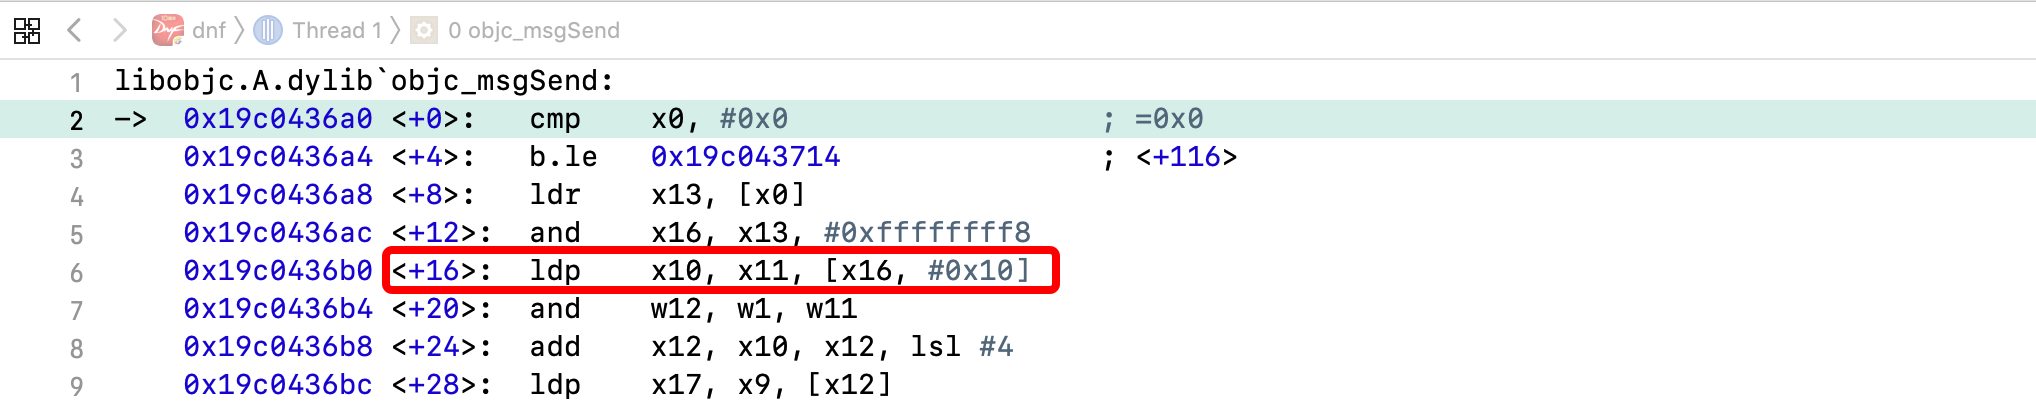 dnf Thread 1 0 objc_msgSend
1 libobjc.A.dylib`objc_msgSend:
2 -> 0x19c0436a0 <+0>: cmp x0, #0x0 ; =0x0
3 0x19c0436a4 <+4>: b.le 0x19c043714 ; <+116>
4 0x19c0436a8 <+8>: ldr x13, [x0]
5 0x19c0436ac <+12>: and x16, x13, #0xffffffff8
6 0x19c0436b0 <+16>: ldp x10, x11, [x16, #0x10]
7 0x19c0436b4 <+20>: and w12, w1, w11
8 0x19c0436b8 <+24>: add x12, x10, x12, lsl #4
9 0x19c0436bc <+28>: ldp x17, x9, [x12]